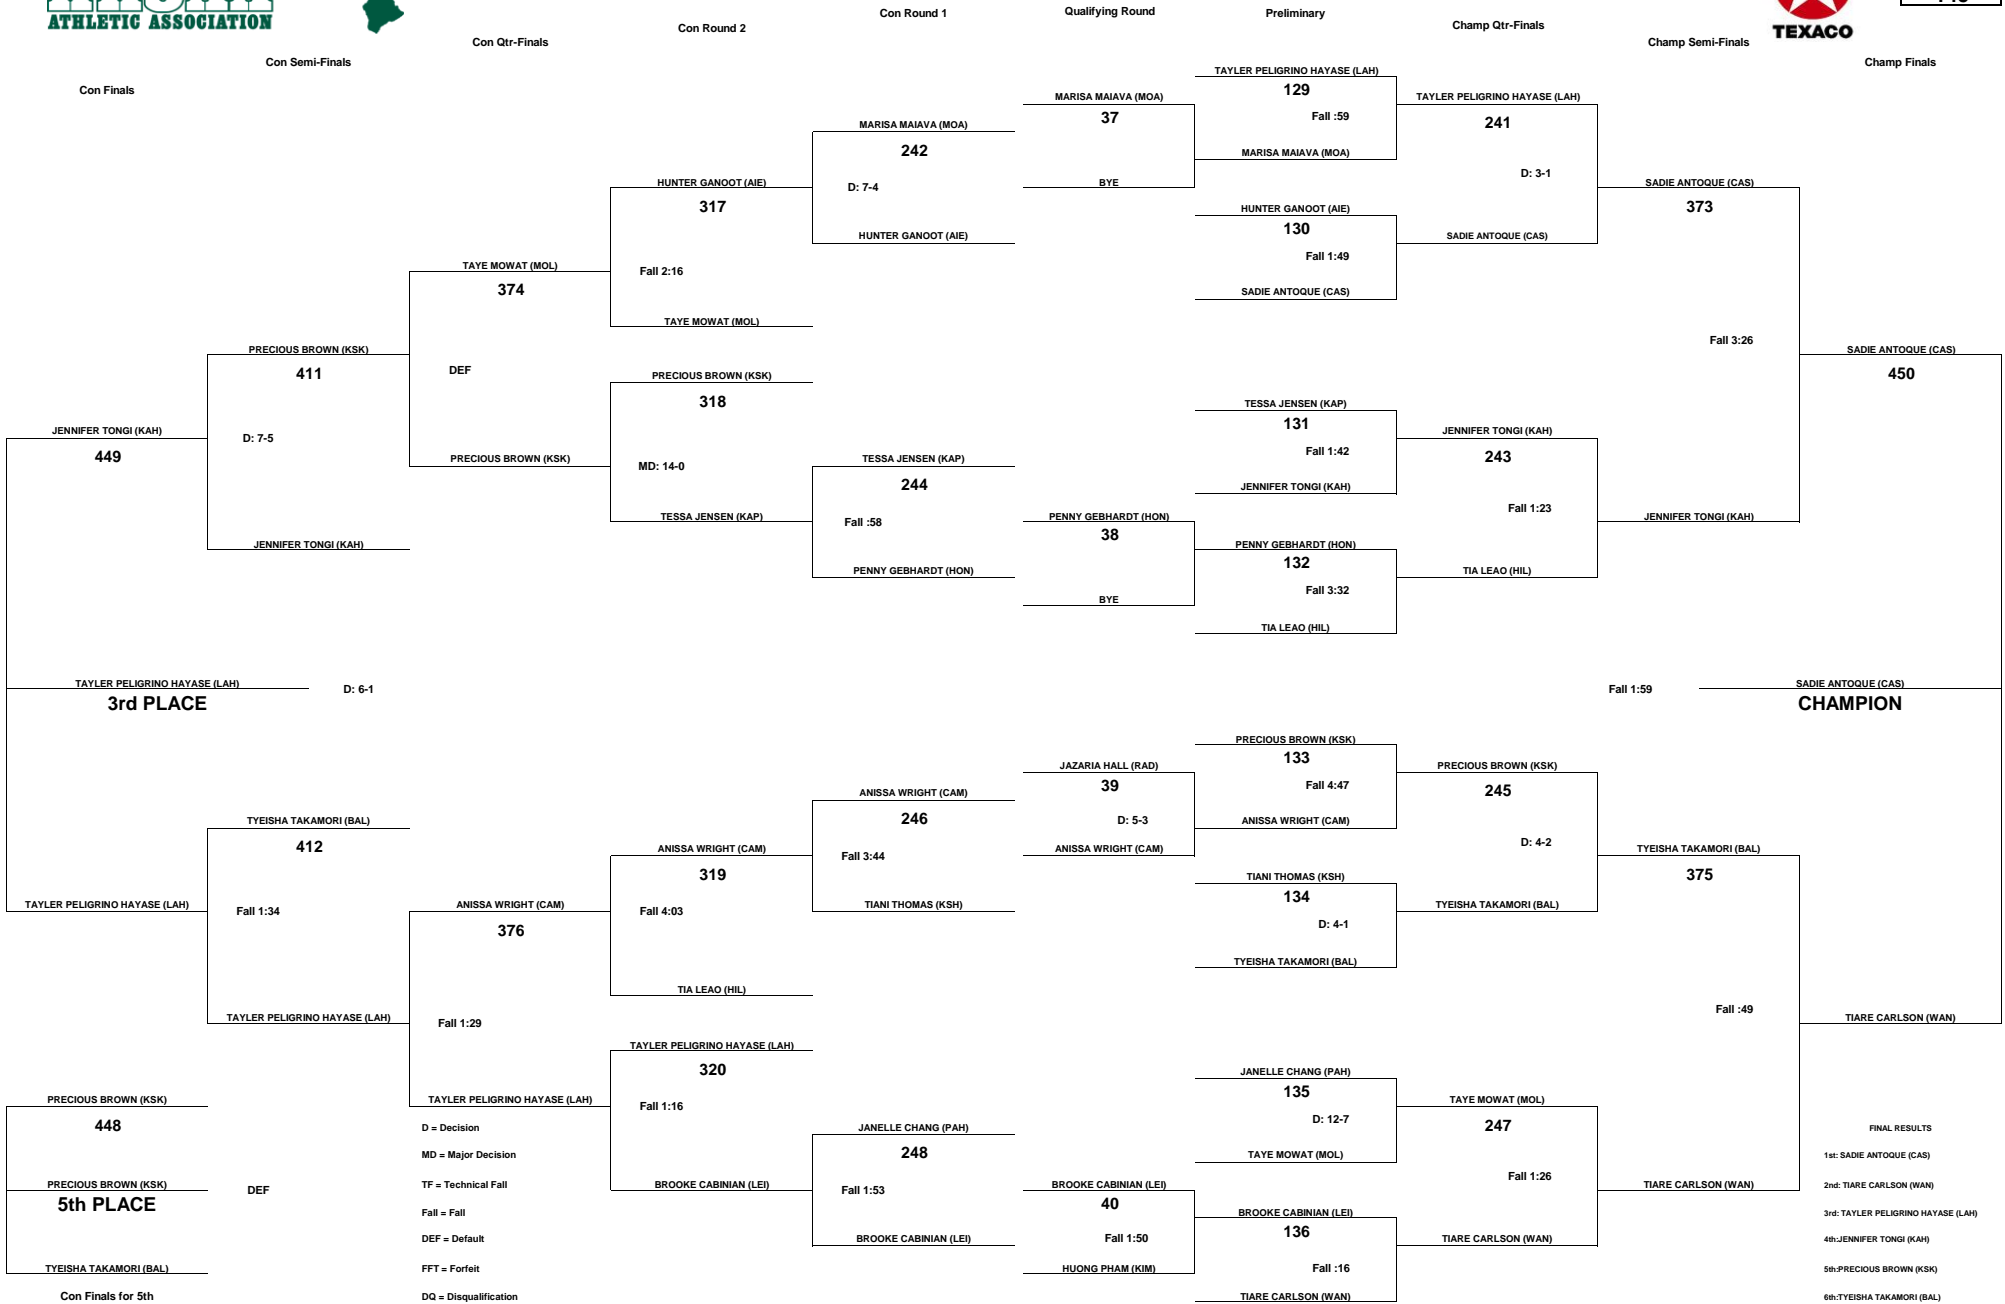 ATHLETIC ASSOCIATION
TEXACO
Con Finals
Con Semi-Finals
Con Qtr-Finals
Con Round 2
Con Round 1
Qualifying Round
Preliminary
Champ Qtr-Finals
Champ Semi-Finals
Champ Finals
TAYLER PELIGRINO HAYASE (LAH)
129
Fall :59
MARISA MAIAVA (MOA)
HUNTER GANOOT (AIE)
130
Fall 1:49
SADIE ANTOQUE (CAS)
TESSA JENSEN (KAP)
131
Fall 1:42
JENNIFER TONGI (KAH)
PENNY GEBHARDT (HON)
132
Fall 3:32
TIA LEAO (HIL)
PRECIOUS BROWN (KSK)
133
Fall 4:47
ANISSA WRIGHT (CAM)
TIANI THOMAS (KSH)
134
D: 4-1
TYEISHA TAKAMORI (BAL)
JANELLE CHANG (PAH)
135
D: 12-7
TAYE MOWAT (MOL)
BROOKE CABINIAN (LEI)
136
Fall :16
TIARE CARLSON (WAN)
MARISA MAIAVA (MOA)
37
BYE
PENNY GEBHARDT (HON)
38
BYE
JAZARIA HALL (RAD)
39
D: 5-3
ANISSA WRIGHT (CAM)
BROOKE CABINIAN (LEI)
40
Fall 1:50
HUONG PHAM (KIM)
TAYLER PELIGRINO HAYASE (LAH)
241
D: 3-1
SADIE ANTOQUE (CAS)
JENNIFER TONGI (KAH)
243
Fall 1:23
TIA LEAO (HIL)
PRECIOUS BROWN (KSK)
245
D: 4-2
TYEISHA TAKAMORI (BAL)
TAYE MOWAT (MOL)
247
Fall 1:26
TIARE CARLSON (WAN)
SADIE ANTOQUE (CAS)
373
Fall 3:26
JENNIFER TONGI (KAH)
TYEISHA TAKAMORI (BAL)
375
Fall :49
TIARE CARLSON (WAN)
SADIE ANTOQUE (CAS)
450
Fall 1:59
SADIE ANTOQUE (CAS)
CHAMPION
TIARE CARLSON (WAN)
MARISA MAIAVA (MOA)
242
D: 7-4
HUNTER GANOOT (AIE)
TESSA JENSEN (KAP)
244
Fall :58
PENNY GEBHARDT (HON)
ANISSA WRIGHT (CAM)
246
Fall 3:44
TIANI THOMAS (KSH)
JANELLE CHANG (PAH)
248
Fall 1:53
BROOKE CABINIAN (LEI)
HUNTER GANOOT (AIE)
317
Fall 2:16
TAYE MOWAT (MOL)
PRECIOUS BROWN (KSK)
318
MD: 14-0
TESSA JENSEN (KAP)
ANISSA WRIGHT (CAM)
319
Fall 4:03
TIA LEAO (HIL)
TAYLER PELIGRINO HAYASE (LAH)
320
Fall 1:16
BROOKE CABINIAN (LEI)
TAYE MOWAT (MOL)
374
DEF
PRECIOUS BROWN (KSK)
ANISSA WRIGHT (CAM)
376
Fall 1:29
TAYLER PELIGRINO HAYASE (LAH)
PRECIOUS BROWN (KSK)
411
D: 7-5
JENNIFER TONGI (KAH)
TYEISHA TAKAMORI (BAL)
412
Fall 1:34
TAYLER PELIGRINO HAYASE (LAH)
JENNIFER TONGI (KAH)
449
TAYLER PELIGRINO HAYASE (LAH)
3rd PLACE
D: 6-1
TAYLER PELIGRINO HAYASE (LAH)
PRECIOUS BROWN (KSK)
448
PRECIOUS BROWN (KSK)
5th PLACE
DEF
TYEISHA TAKAMORI (BAL)
Con Finals for 5th
D = Decision
MD = Major Decision
TF = Technical Fall
Fall = Fall
DEF = Default
FFT = Forfeit
DQ = Disqualification
FINAL RESULTS
1st: SADIE ANTOQUE (CAS)
2nd: TIARE CARLSON (WAN)
3rd: TAYLER PELIGRINO HAYASE (LAH)
4th:JENNIFER TONGI (KAH)
5th:PRECIOUS BROWN (KSK)
6th:TYEISHA TAKAMORI (BAL)